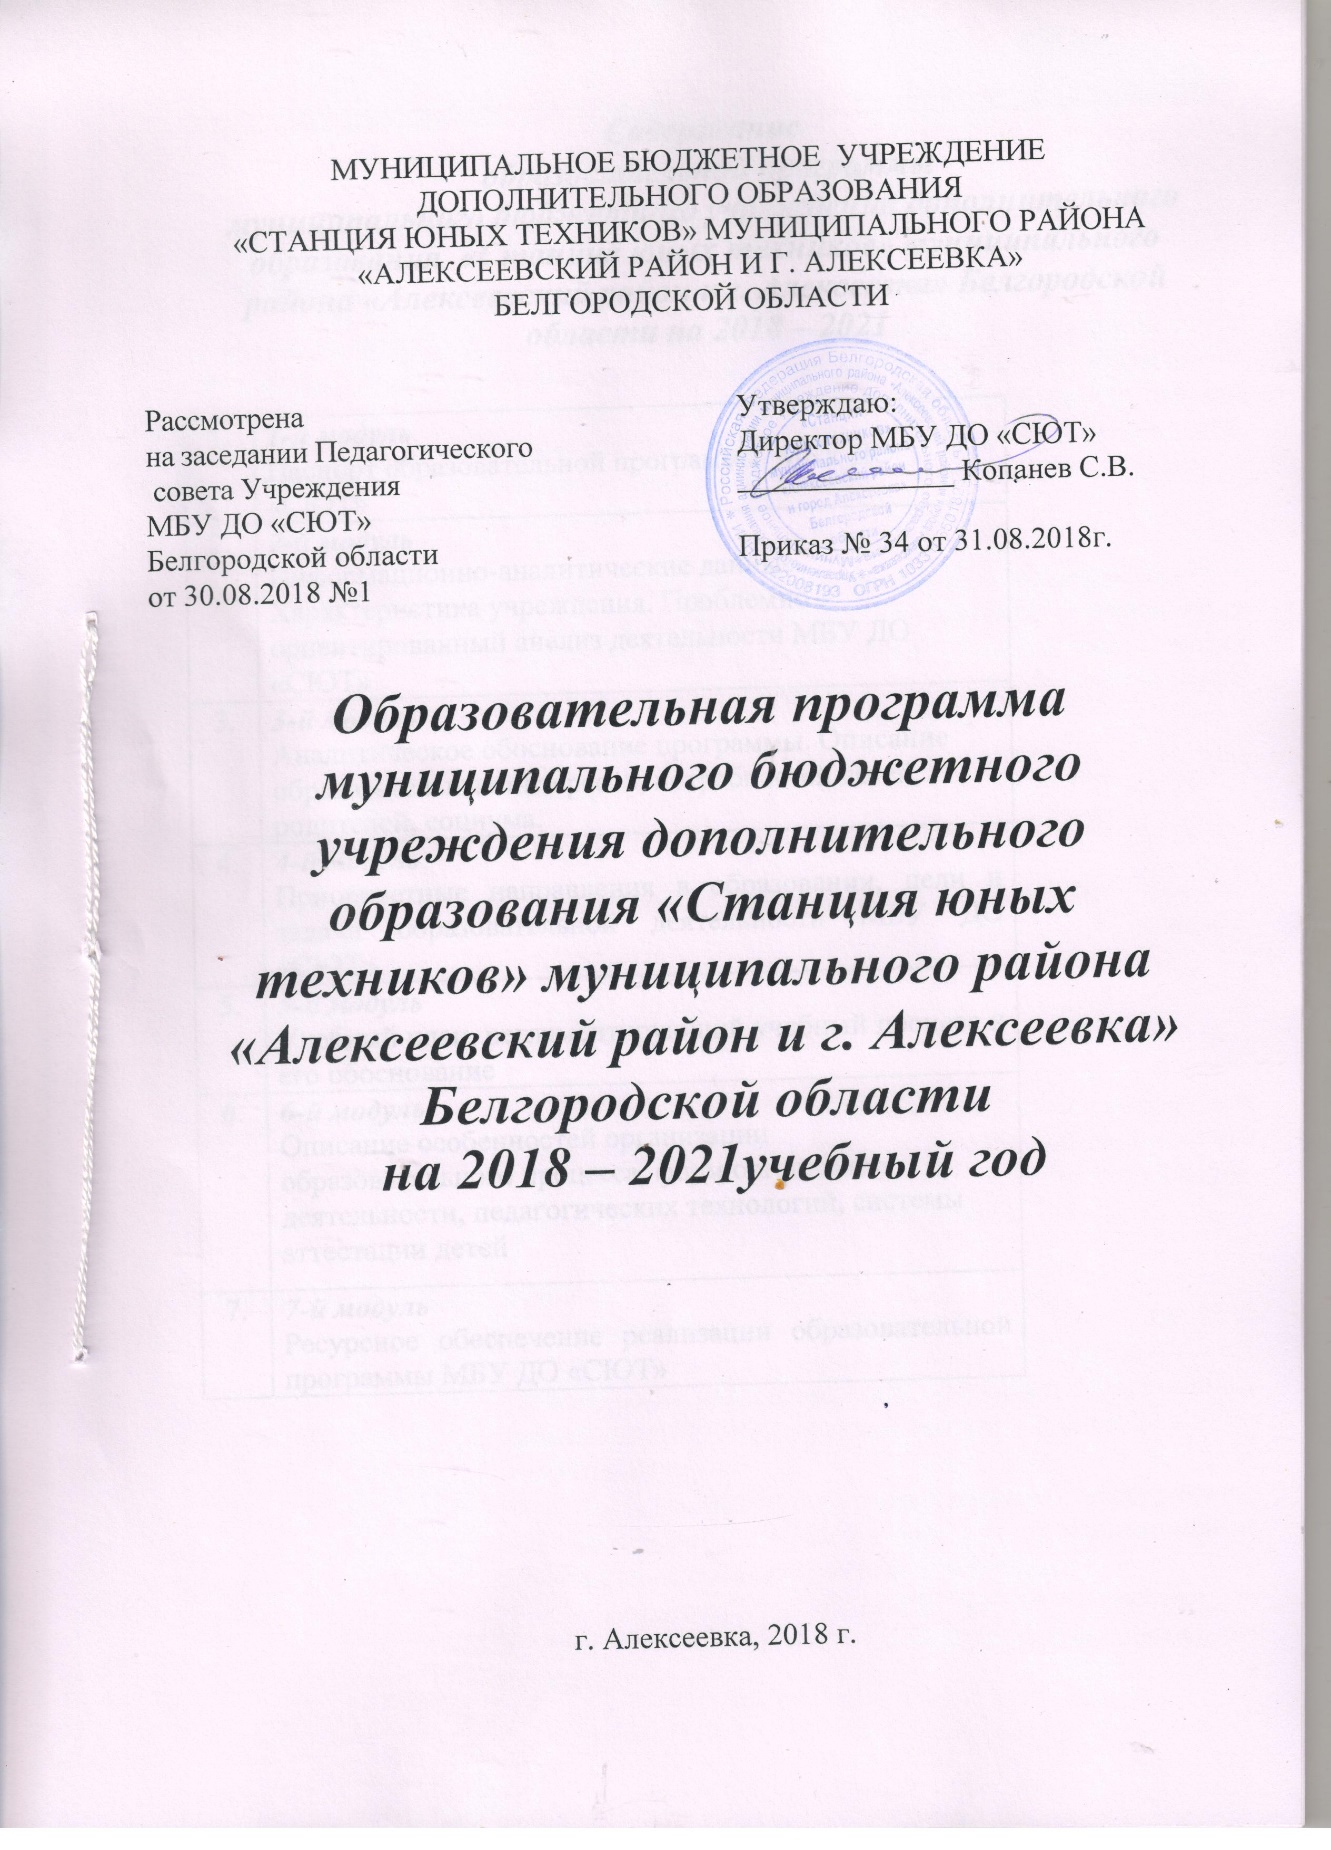 МУНИЦИПАЛЬНОЕ БЮДЖЕТНОЕ УЧРЕЖДЕНИЕ
ДОПОЛНИТЕЛЬНОГО ОБРАЗОВАНИЯ
«СТАНЦИЯ ЮНЫХ ТЕХНИКОВ» МУНИЦИПАЛЬНОГО РАЙОНА
«АЛЕКСЕЕВСКИЙ РАЙОН И Г. АЛЕКСЕЕВКА»
БЕЛГОРОДСКОЙ ОБЛАСТИ
Рассмотрена
на заседании Педагогического
совета Учреждения
МБУ ДО «СЮТ»
Белгородской области
от 30.08.2018 №1
Утверждаю:
Директор МБУ ДО «СЮТ»
Копанев С.В.
Приказ № 34 от 31.08.2018г.
Образовательная программа
муниципального бюджетного
учреждения дополнительного
образования «Станция юных
техников» муниципального района
«Алексеевский район и г. Алексеевка»
Белгородской области
на 2018 – 2021учебный год
г. Алексеевка, 2018 г.